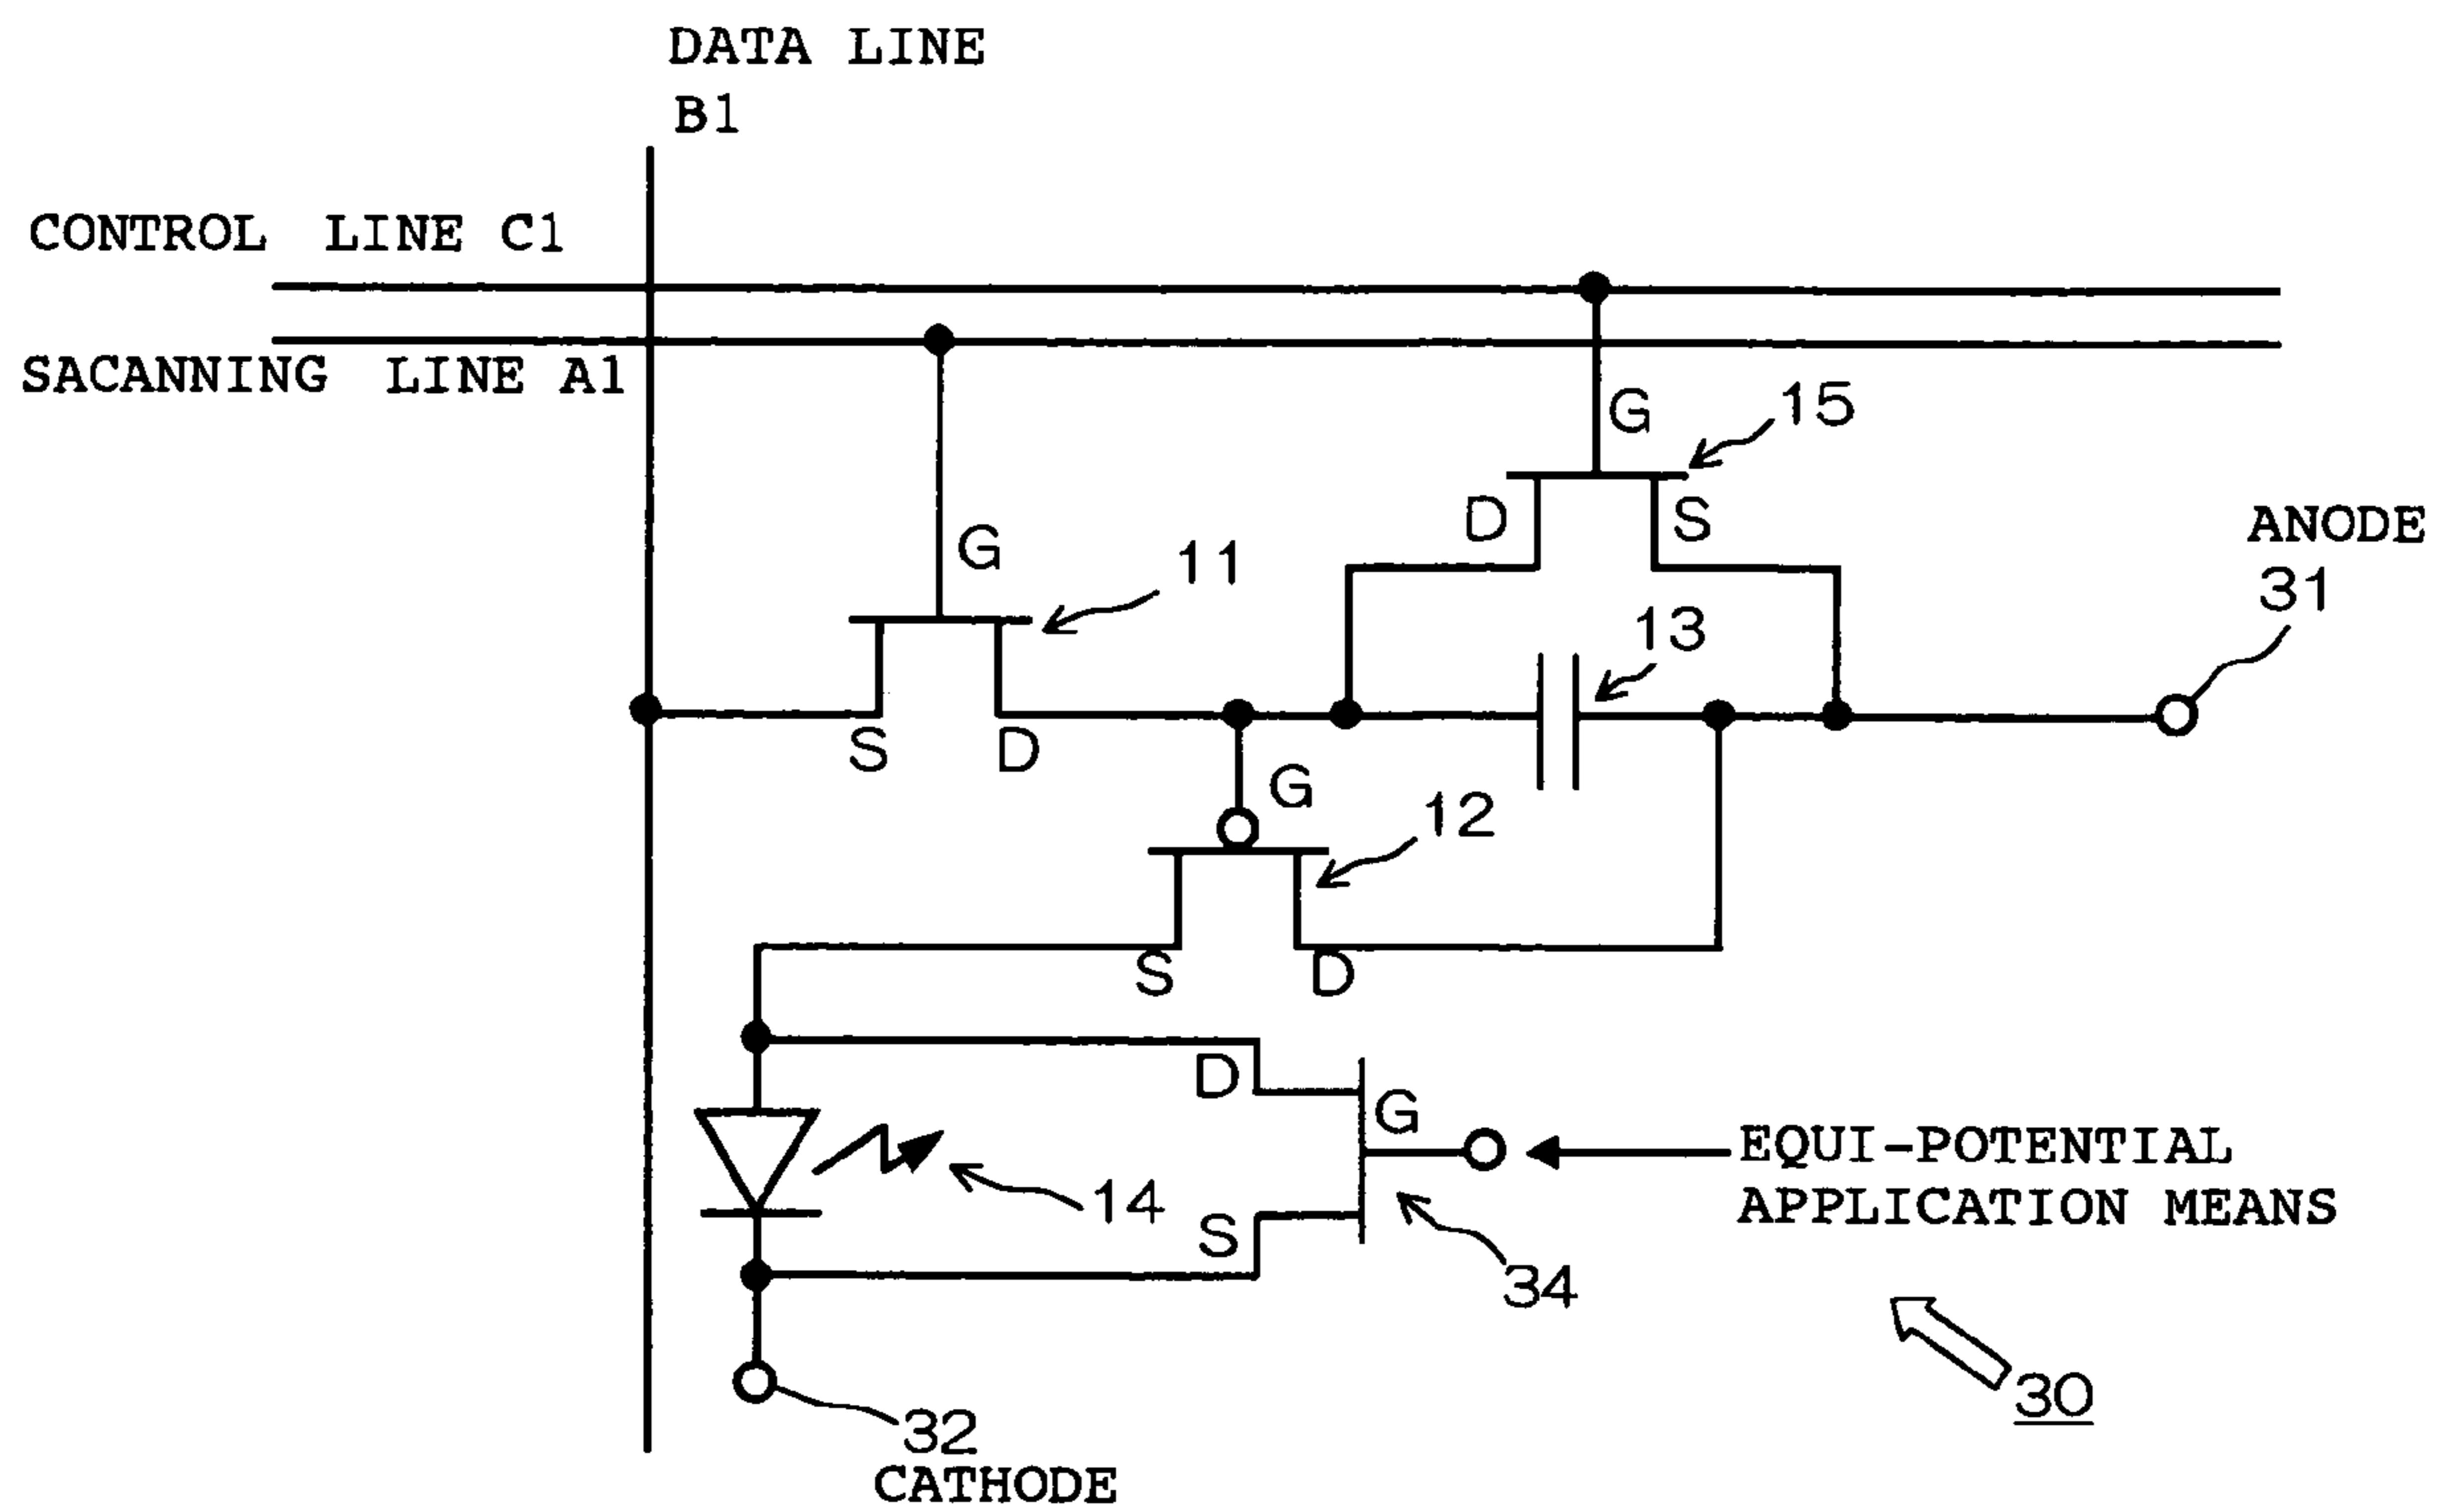 DATA LINE
B1
CONTROL LINE C1
SACANNING LINE A1
G
15
D
S
ANODE
31
G
11
13
S
D
G
12
S
D
D
G
EQUI-POTENTIAL
APPLICATION MEANS
14
S
34
30
32
CATHODE